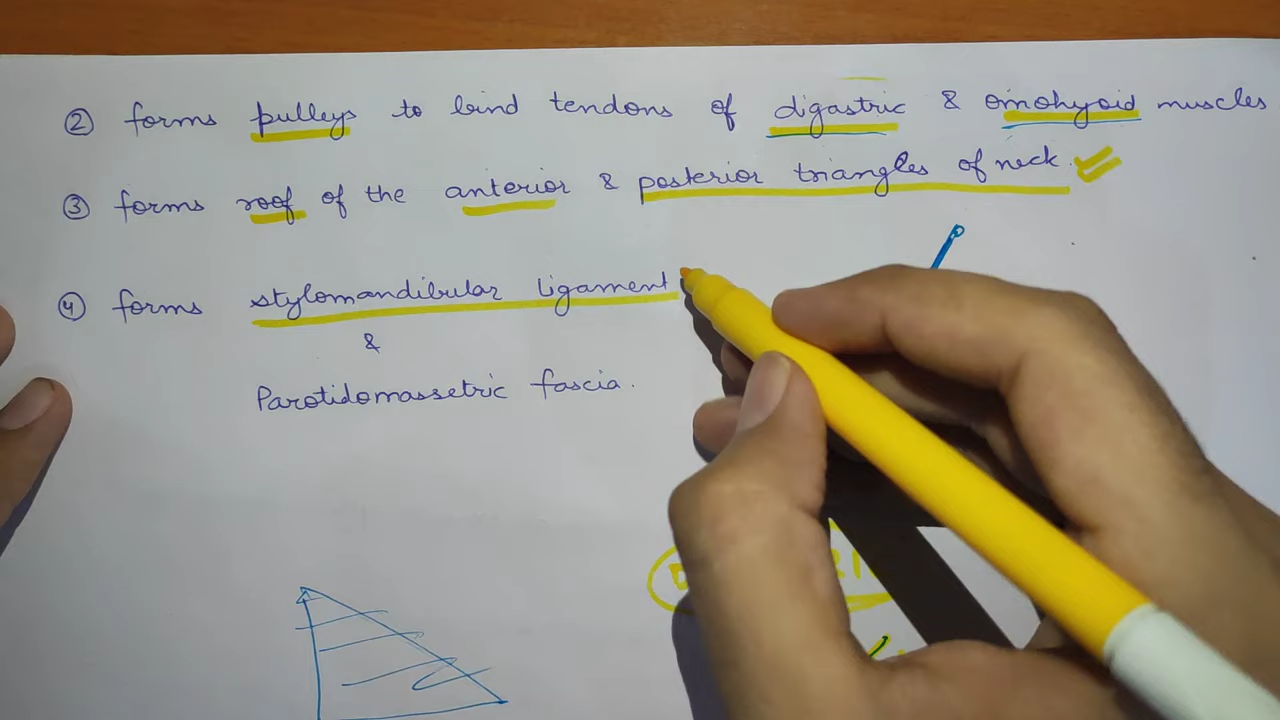 ② forms pulleys to bind tendons of digastric & omohyoid muscles
③ forms roof of the anterior & posterior triangles of neck.
④ forms stylomandibular ligament
&
Parotidomassetric fascia.